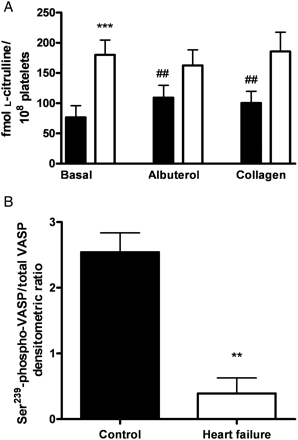 A
fmol L-citrulline/
10⁸ platelets
250
200
150
100
50
0
***
##
##
Basal
Albuterol
Collagen
B
Ser²³⁹-phospho-VASP/total VASP
densitometric ratio
3
2
1
0
**
Control
Heart failure